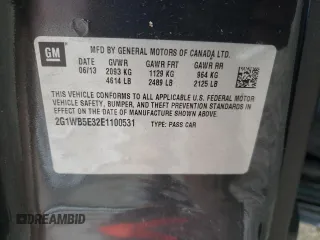 GM
MFD BY GENERAL MOTORS OF CANADA LTD.
DATE GVWR GAWR FRT GAWR RR
06/13 2093 KG 1129 KG 964 KG
4614 LB 2489 LB 2125 LB
THIS VEHICLE CONFORMS TO ALL APPLICABLE U.S. FEDERAL MOTOR
VEHICLE SAFETY, BUMPER, AND THEFT PREVENTION STANDARDS IN
EFFECT ON THE DATE OF MANUFACTURE SHOWN ABOVE.
2G1WB5E32E1100531 TYPE: PASS CAR
AUTOBIDMASTER